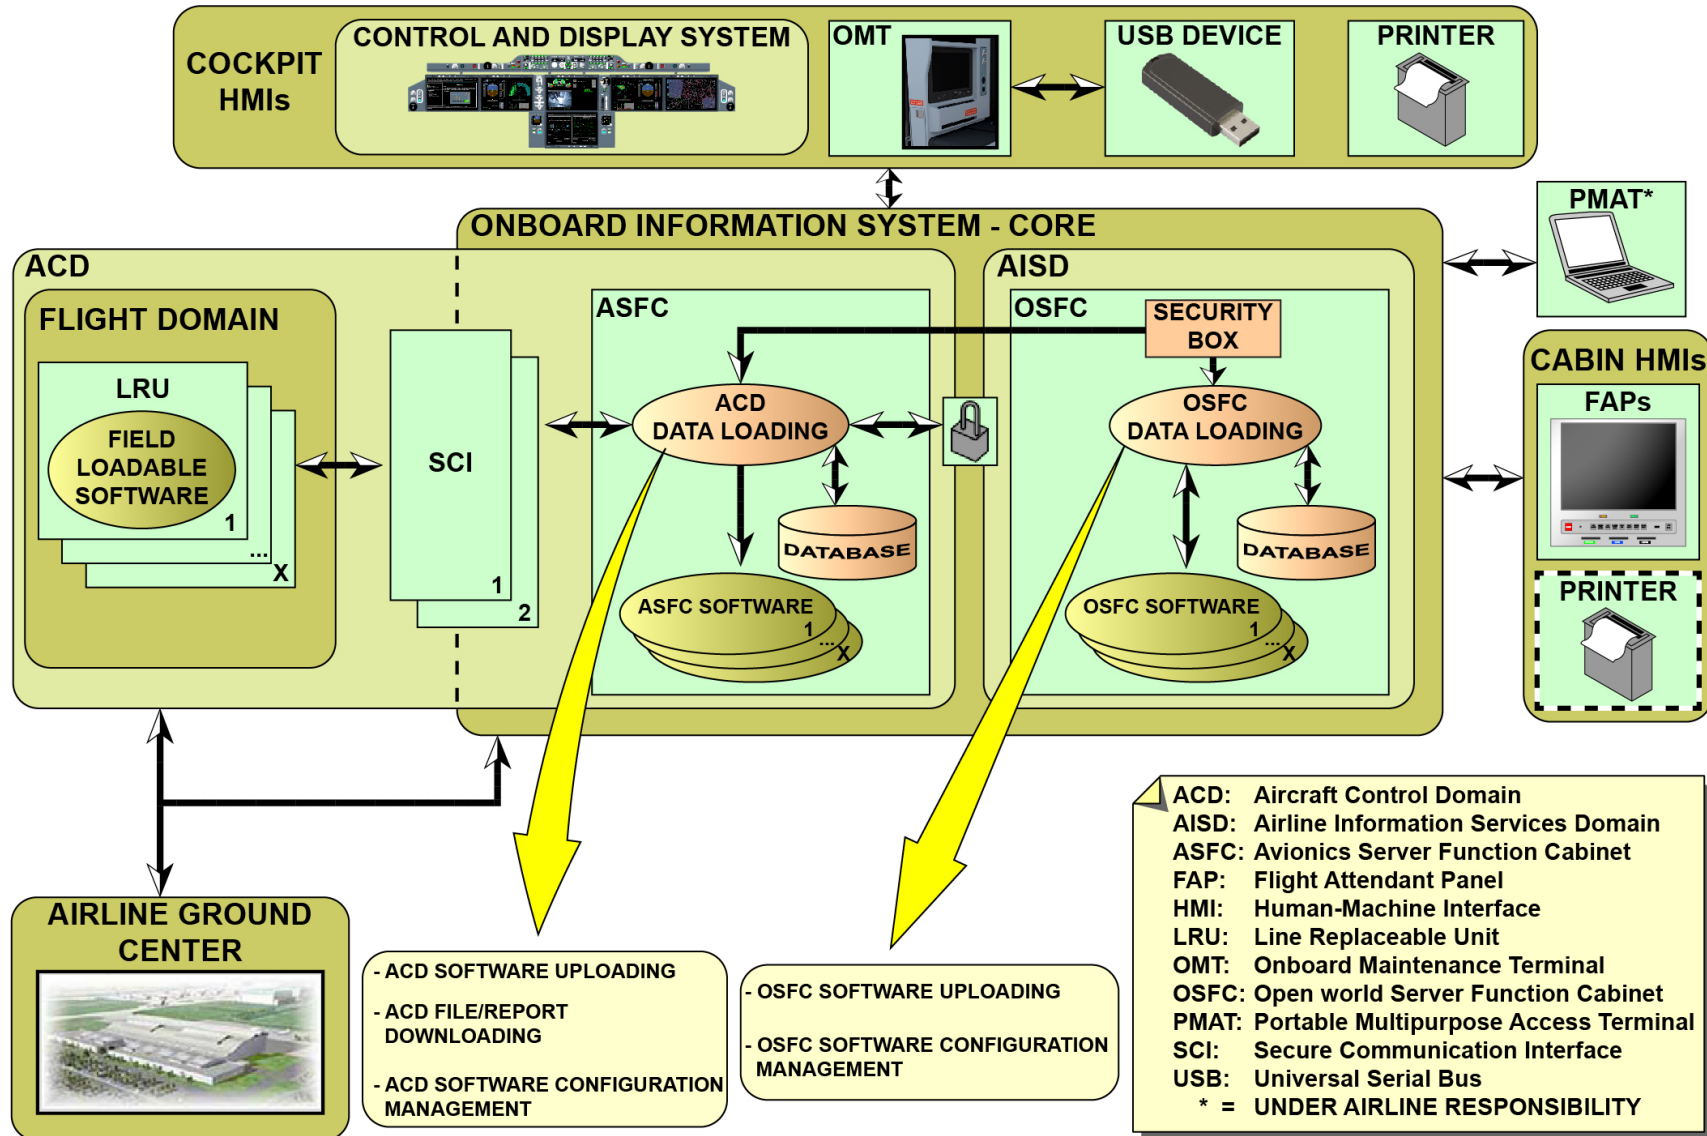 COCKPIT
HMIs
CONTROL AND DISPLAY SYSTEM
OMT
USB DEVICE
PRINTER
PMAT*
ONBOARD INFORMATION SYSTEM - CORE
ACD
AISD
FLIGHT DOMAIN
LRU
FIELD
LOADABLE
SOFTWARE
1
...
X
SCI
1
2
ASFC
ACD
DATA LOADING
DATABASE
ASFC SOFTWARE
1
...
X
OSFC
SECURITY
BOX
OSFC
DATA LOADING
DATABASE
OSFC SOFTWARE
1
...
X
CABIN HMIs
FAPs
PRINTER
AIRLINE GROUND
CENTER
- ACD SOFTWARE UPLOADING
- ACD FILE/REPORT
DOWNLOADING
- ACD SOFTWARE CONFIGURATION
MANAGEMENT
- OSFC SOFTWARE UPLOADING
- OSFC SOFTWARE CONFIGURATION
MANAGEMENT
ACD: Aircraft Control Domain
AISD: Airline Information Services Domain
ASFC: Avionics Server Function Cabinet
FAP: Flight Attendant Panel
HMI: Human-Machine Interface
LRU: Line Replaceable Unit
OMT: Onboard Maintenance Terminal
OSFC: Open world Server Function Cabinet
PMAT: Portable Multipurpose Access Terminal
SCI: Secure Communication Interface
USB: Universal Serial Bus
* = UNDER AIRLINE RESPONSIBILITY